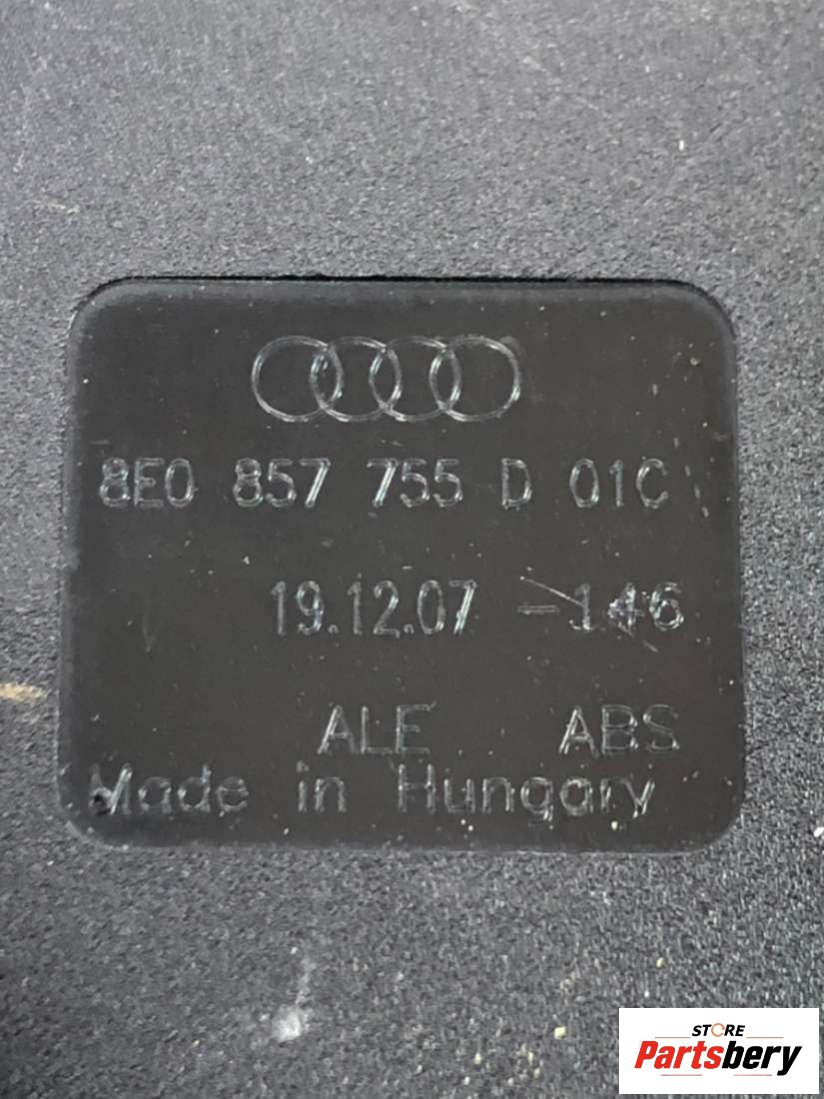 8E0 857 755 D 01C
19.12.07 -146
ALE ABS
Made in Hungary
STORE
Partsbery